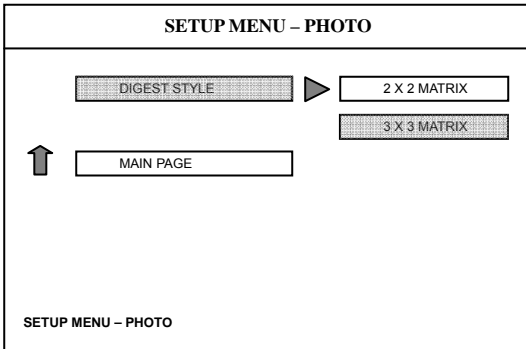 SETUP MENU – PHOTO
DIGEST STYLE
2 X 2 MATRIX
3 X 3 MATRIX
MAIN PAGE
SETUP MENU – PHOTO